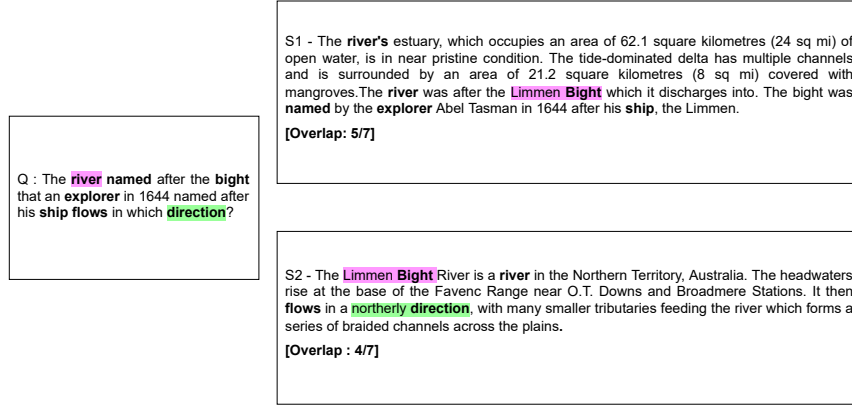 S1 - The river's estuary, which occupies an area of 62.1 square kilometres (24 sq mi) of
open water, is in near pristine condition. The tide-dominated delta has multiple channels
and is surrounded by an area of 21.2 square kilometres (8 sq mi) covered with
mangroves.The river was after the Limmen Bight which it discharges into. The bight was
named by the explorer Abel Tasman in 1644 after his ship, the Limmen.
[Overlap: 5/7]
Q : The river named after the bight
that an explorer in 1644 named after
his ship flows in which direction?
S2 - The Limmen Bight River is a river in the Northern Territory, Australia. The headwaters
rise at the base of the Favenc Range near O.T. Downs and Broadmere Stations. It then
flows in a northerly direction, with many smaller tributaries feeding the river which forms a
series of braided channels across the plains.
[Overlap : 4/7]